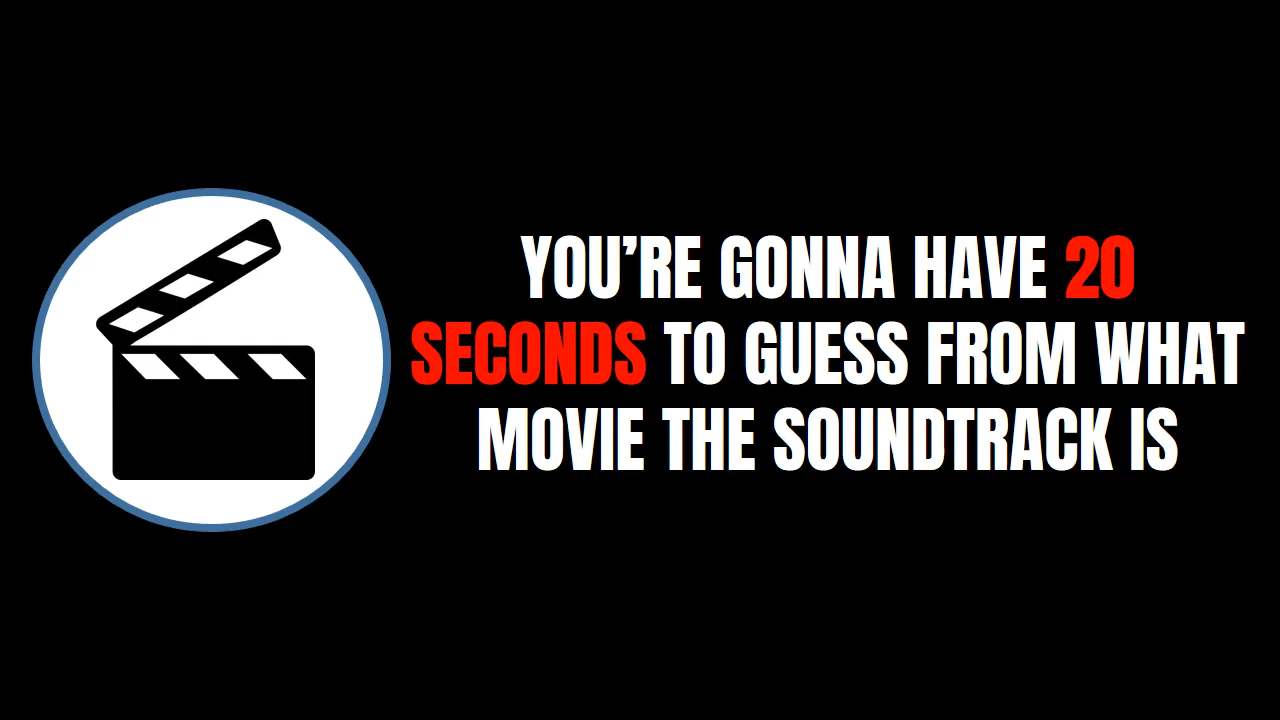 YOU’RE GONNA HAVE 20
SECONDS TO GUESS FROM WHAT
MOVIE THE SOUNDTRACK IS